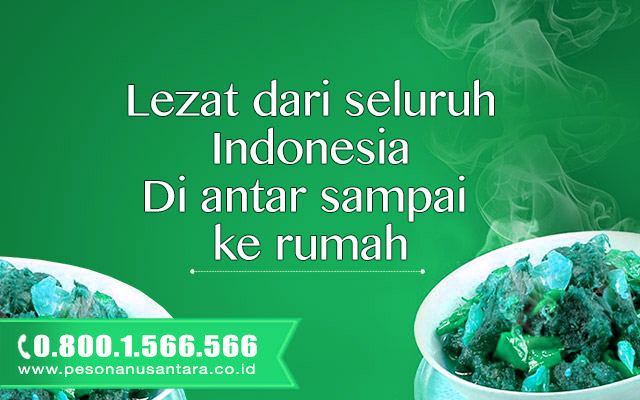 Lezat dari seluruh
Indonesia
Di antar sampai
ke rumah
0.800.1.566.566
www.pesonanusantara.co.id